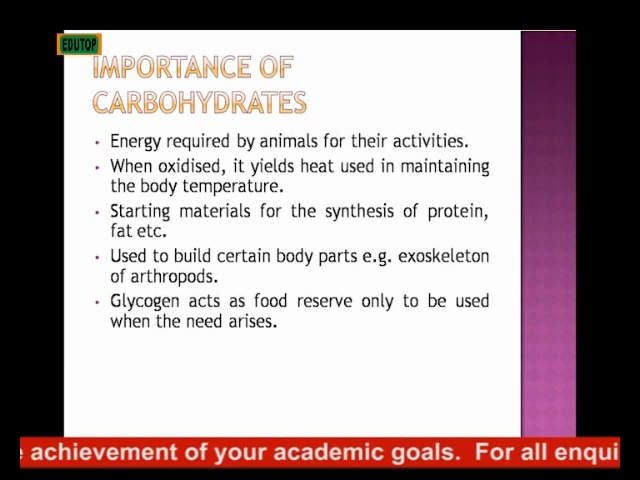 EDUTOP
IMPORTANCE OF
CARBOHYDRATES
• Energy required by animals for their activities.
• When oxidised, it yields heat used in maintaining
the body temperature.
• Starting materials for the synthesis of protein,
fat etc.
• Used to build certain body parts e.g. exoskeleton
of arthropods.
• Glycogen acts as food reserve only to be used
when the need arises.
achievement of your academic goals. For all enqui